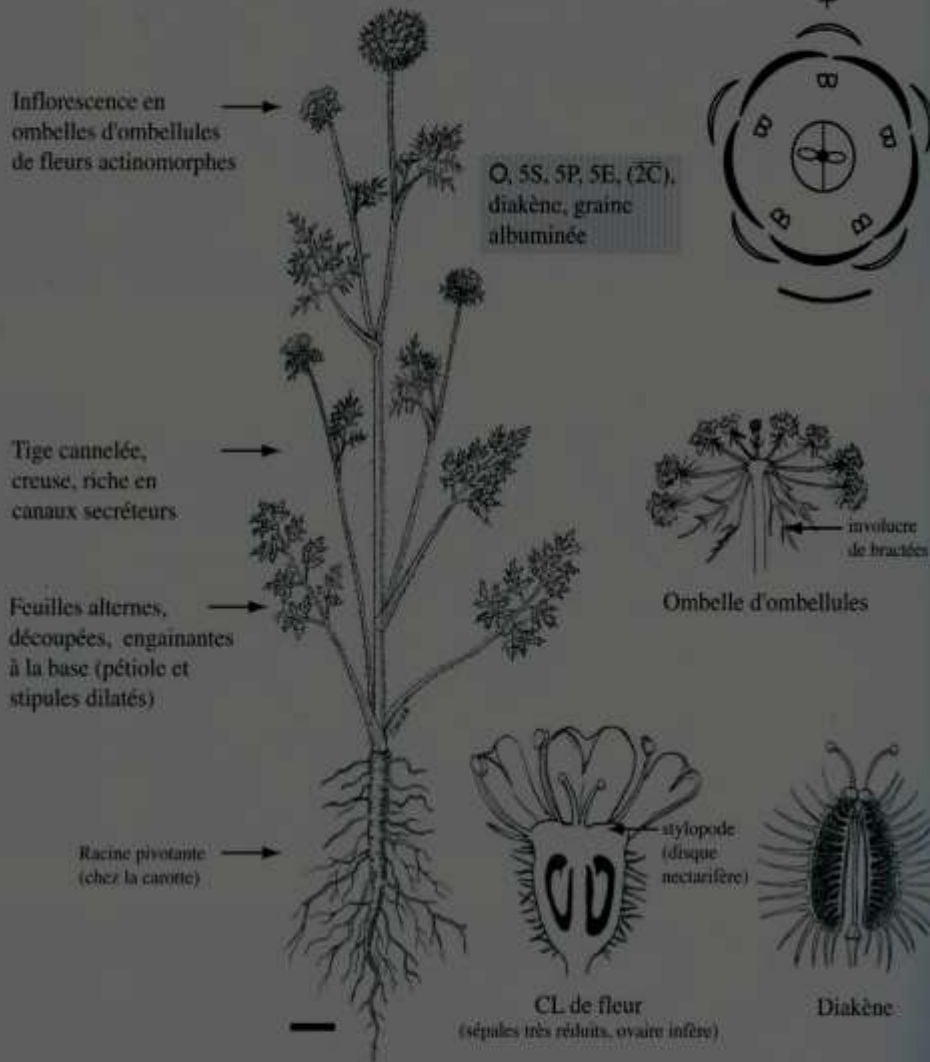 Inflorescence en
ombelles d'ombellules
de fleurs actinomorphes
O, 5S, 5P, 5E, (2C),
diakène, graine
albuminée
Tige cannelée,
creuse, riche en
canaux secréteurs
involucre
de bractées
Ombelle d'ombellules
Feuilles alternes,
découpées, engainantes
à la base (pétiole et
stipules dilatés)
stylopode
(disque
nectarifère)
Racine pivotante
(chez la carotte)
CL de fleur
(sépales très réduits, ovaire infère)
Diakène